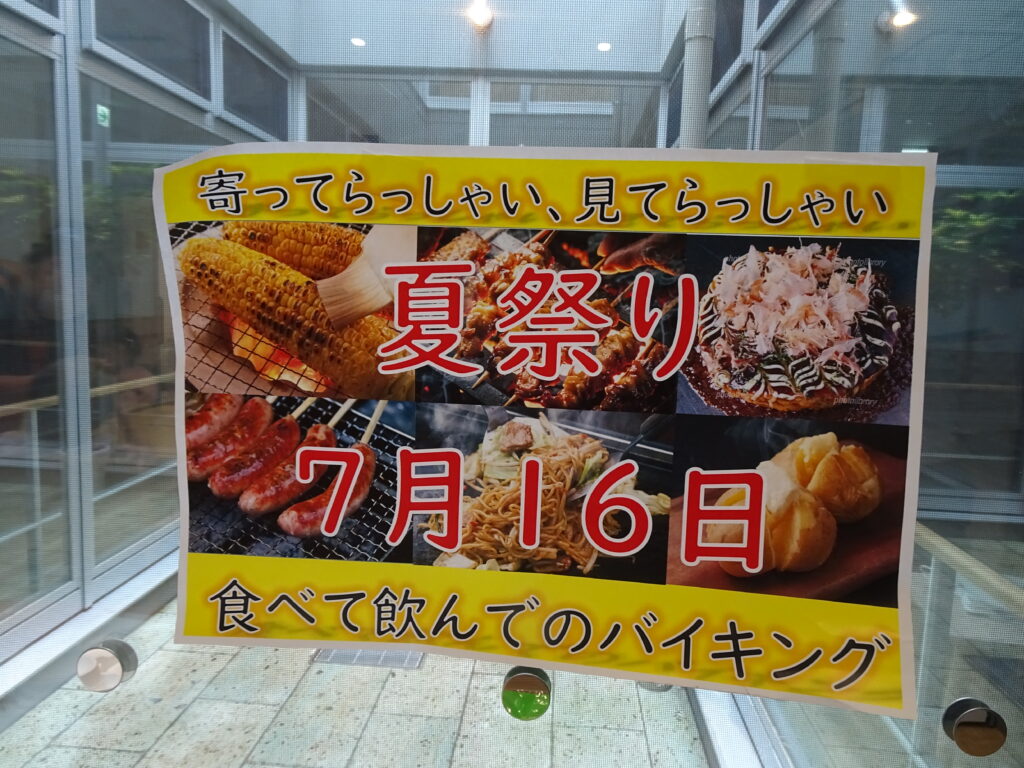 寄ってらっしゃい、見てらっしゃい
夏祭り
photolibrary
7月16日
食べて飲んでのバイキング